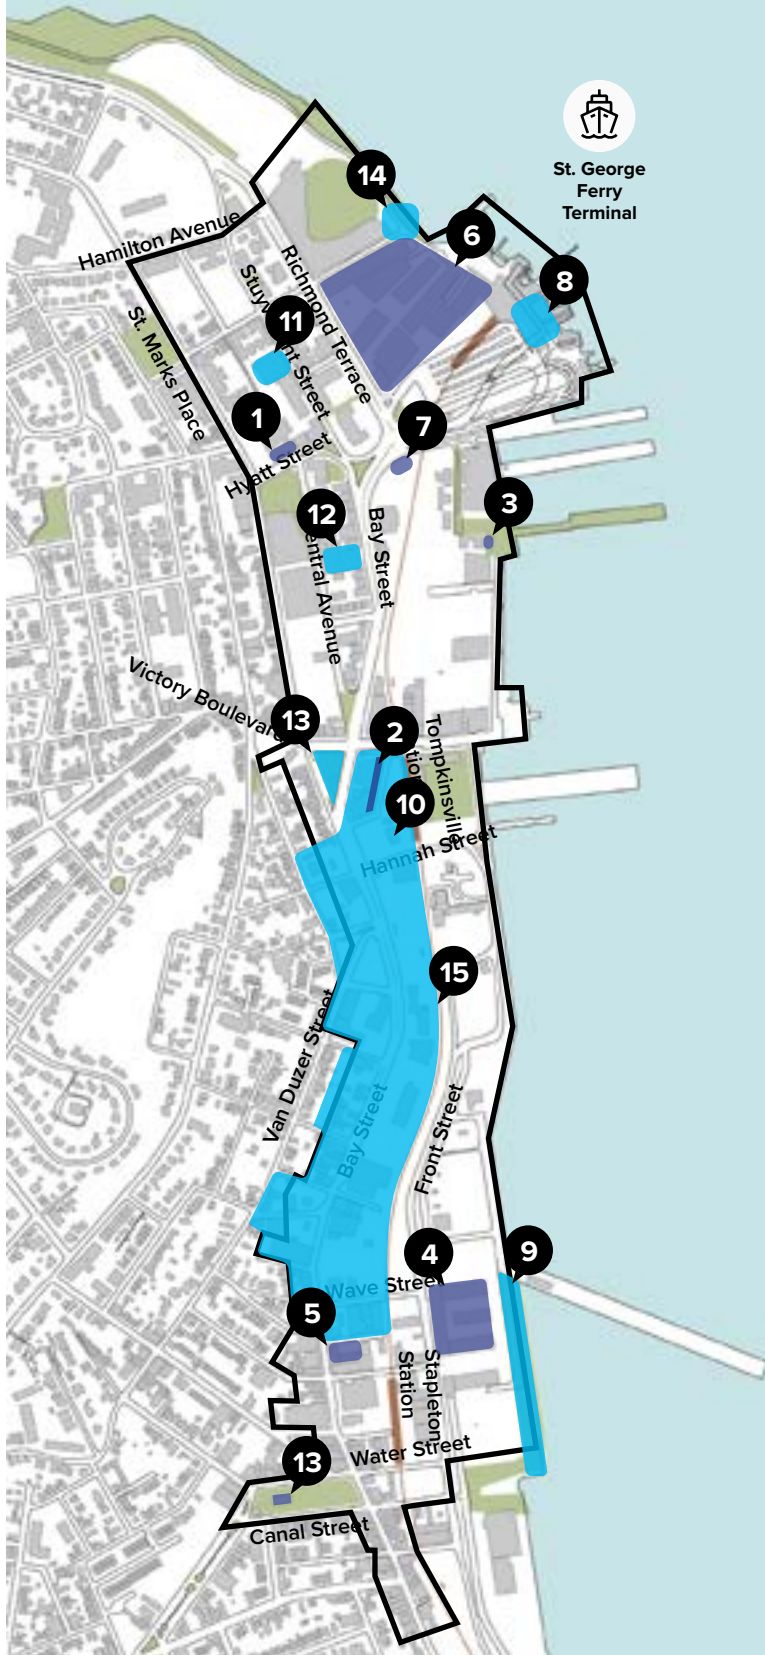 St. George
Ferry
Terminal
14
6
Hamilton Avenue
8
Richmond Terrace
11
St. Marks Place
1
7
Hyatt Street
3
12
Bay Street
Victory Boulevar
13
2
Tompkinsville
10
Hannah Street
15
Van Duzer Street
Bay Street
Front Street
4
9
Wave Street
5
Stapleton
Station
Water Street
13
Canal Street